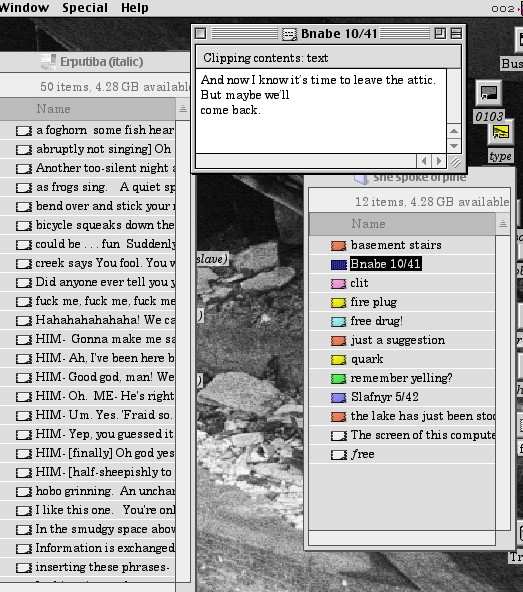 Window Special Help
002
Bnabe 10/41
Clipping contents: text
And now I know it's time to leave the attic.
But maybe we'll
come back.
Erputiba (italic)
50 items, 4.28 GB available
Name
a foghorn some fish hear
abruptly not singing] Oh
Another too-silent night a
as frogs sing. A quiet sp
bend over and stick your
bicycle squeaks down the
could be . . . fun Suddenly
creek says You fool. You w
Did anyone ever tell you y
fuck me, fuck me, fuck me
Hahahahahahaha! We ca
HIM- Gonna make me sa
HIM- Ah, I've been here b
HIM- Good god, man! We
HIM- Oh. ME- He's right
HIM- Um. Yes. 'Fraid so.
HIM- Yep, you guessed it
HIM- [finally] Oh god yes
HIM- [half-sheepishly to
hobo grinning. An unchar
I like this one. You're onl
In the smudgy space abov
Information is exchanged
inserting these phrases-
slave)
)
)
she spoke orpine
12 items, 4.28 GB available
Name
basement stairs
Bnabe 10/41
clit
fire plug
free drug!
just a suggestion
quark
remember yelling?
Slafnyr 5/42
the lake has just been stoc
The screen of this compute
free
Bus
0103
type
Tr